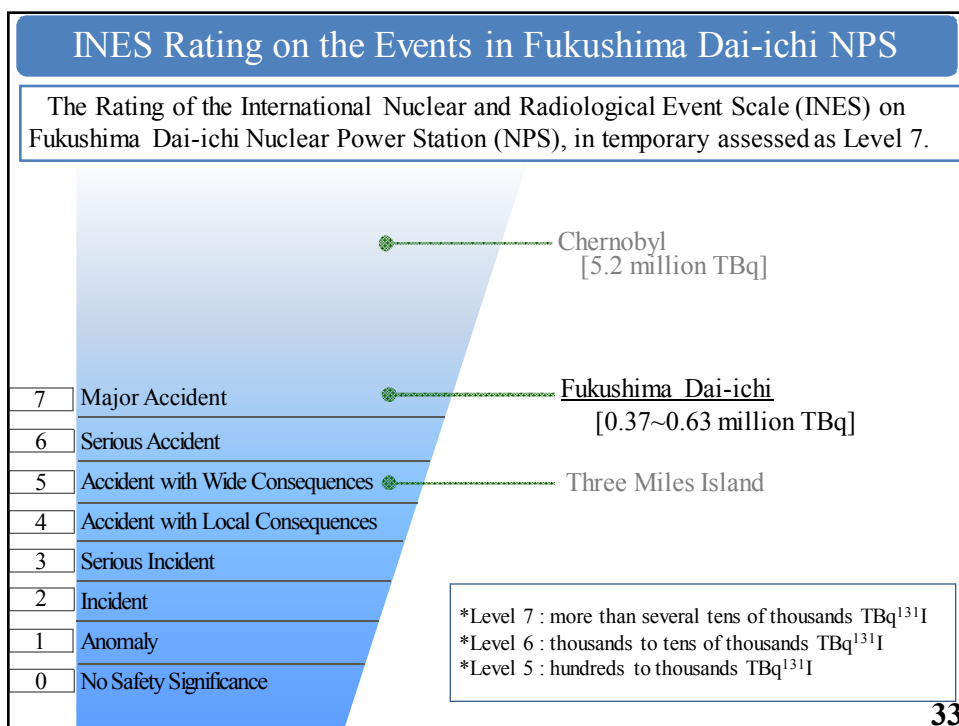 INES Rating on the Events in Fukushima Dai-ichi NPS
The Rating of the International Nuclear and Radiological Event Scale (INES) on
Fukushima Dai-ichi Nuclear Power Station (NPS), in temporary assessed as Level 7.
Chernobyl
[5.2 million TBq]
7 Major Accident
Fukushima Dai-ichi
[0.37~0.63 million TBq]
6 Serious Accident
5 Accident with Wide Consequences
Three Miles Island
4 Accident with Local Consequences
3 Serious Incident
2 Incident
1 Anomaly
0 No Safety Significance
*Level 7 : more than several tens of thousands TBq¹³¹I
*Level 6 : thousands to tens of thousands TBq¹³¹I
*Level 5 : hundreds to thousands TBq¹³¹I
33